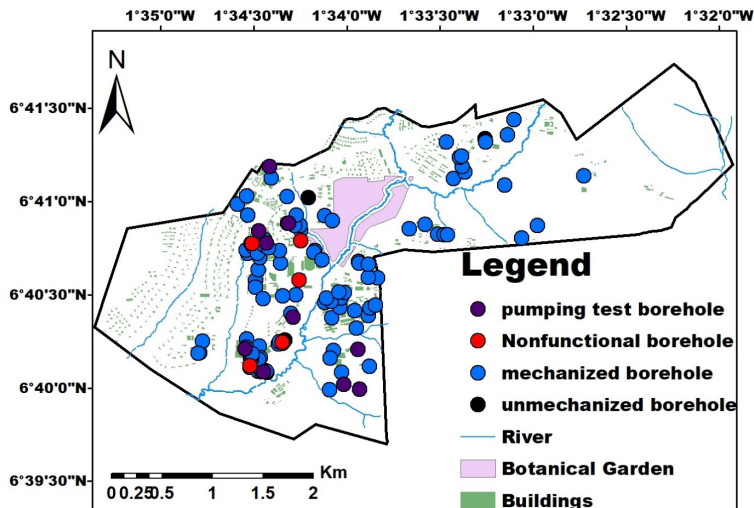 1°35'0"W 1°34'30"W 1°34'0"W 1°33'30"W 1°33'0"W 1°32'30"W 1°32'0"W
N
6°41'30"N
6°41'0"N
6°40'30"N
6°40'0"N
6°39'30"N
Legend
pumping test borehole
Nonfunctional borehole
mechanized borehole
unmechanized borehole
River
Botanical Garden
Buildings
Km
0 0.25 0.5 1 1.5 2